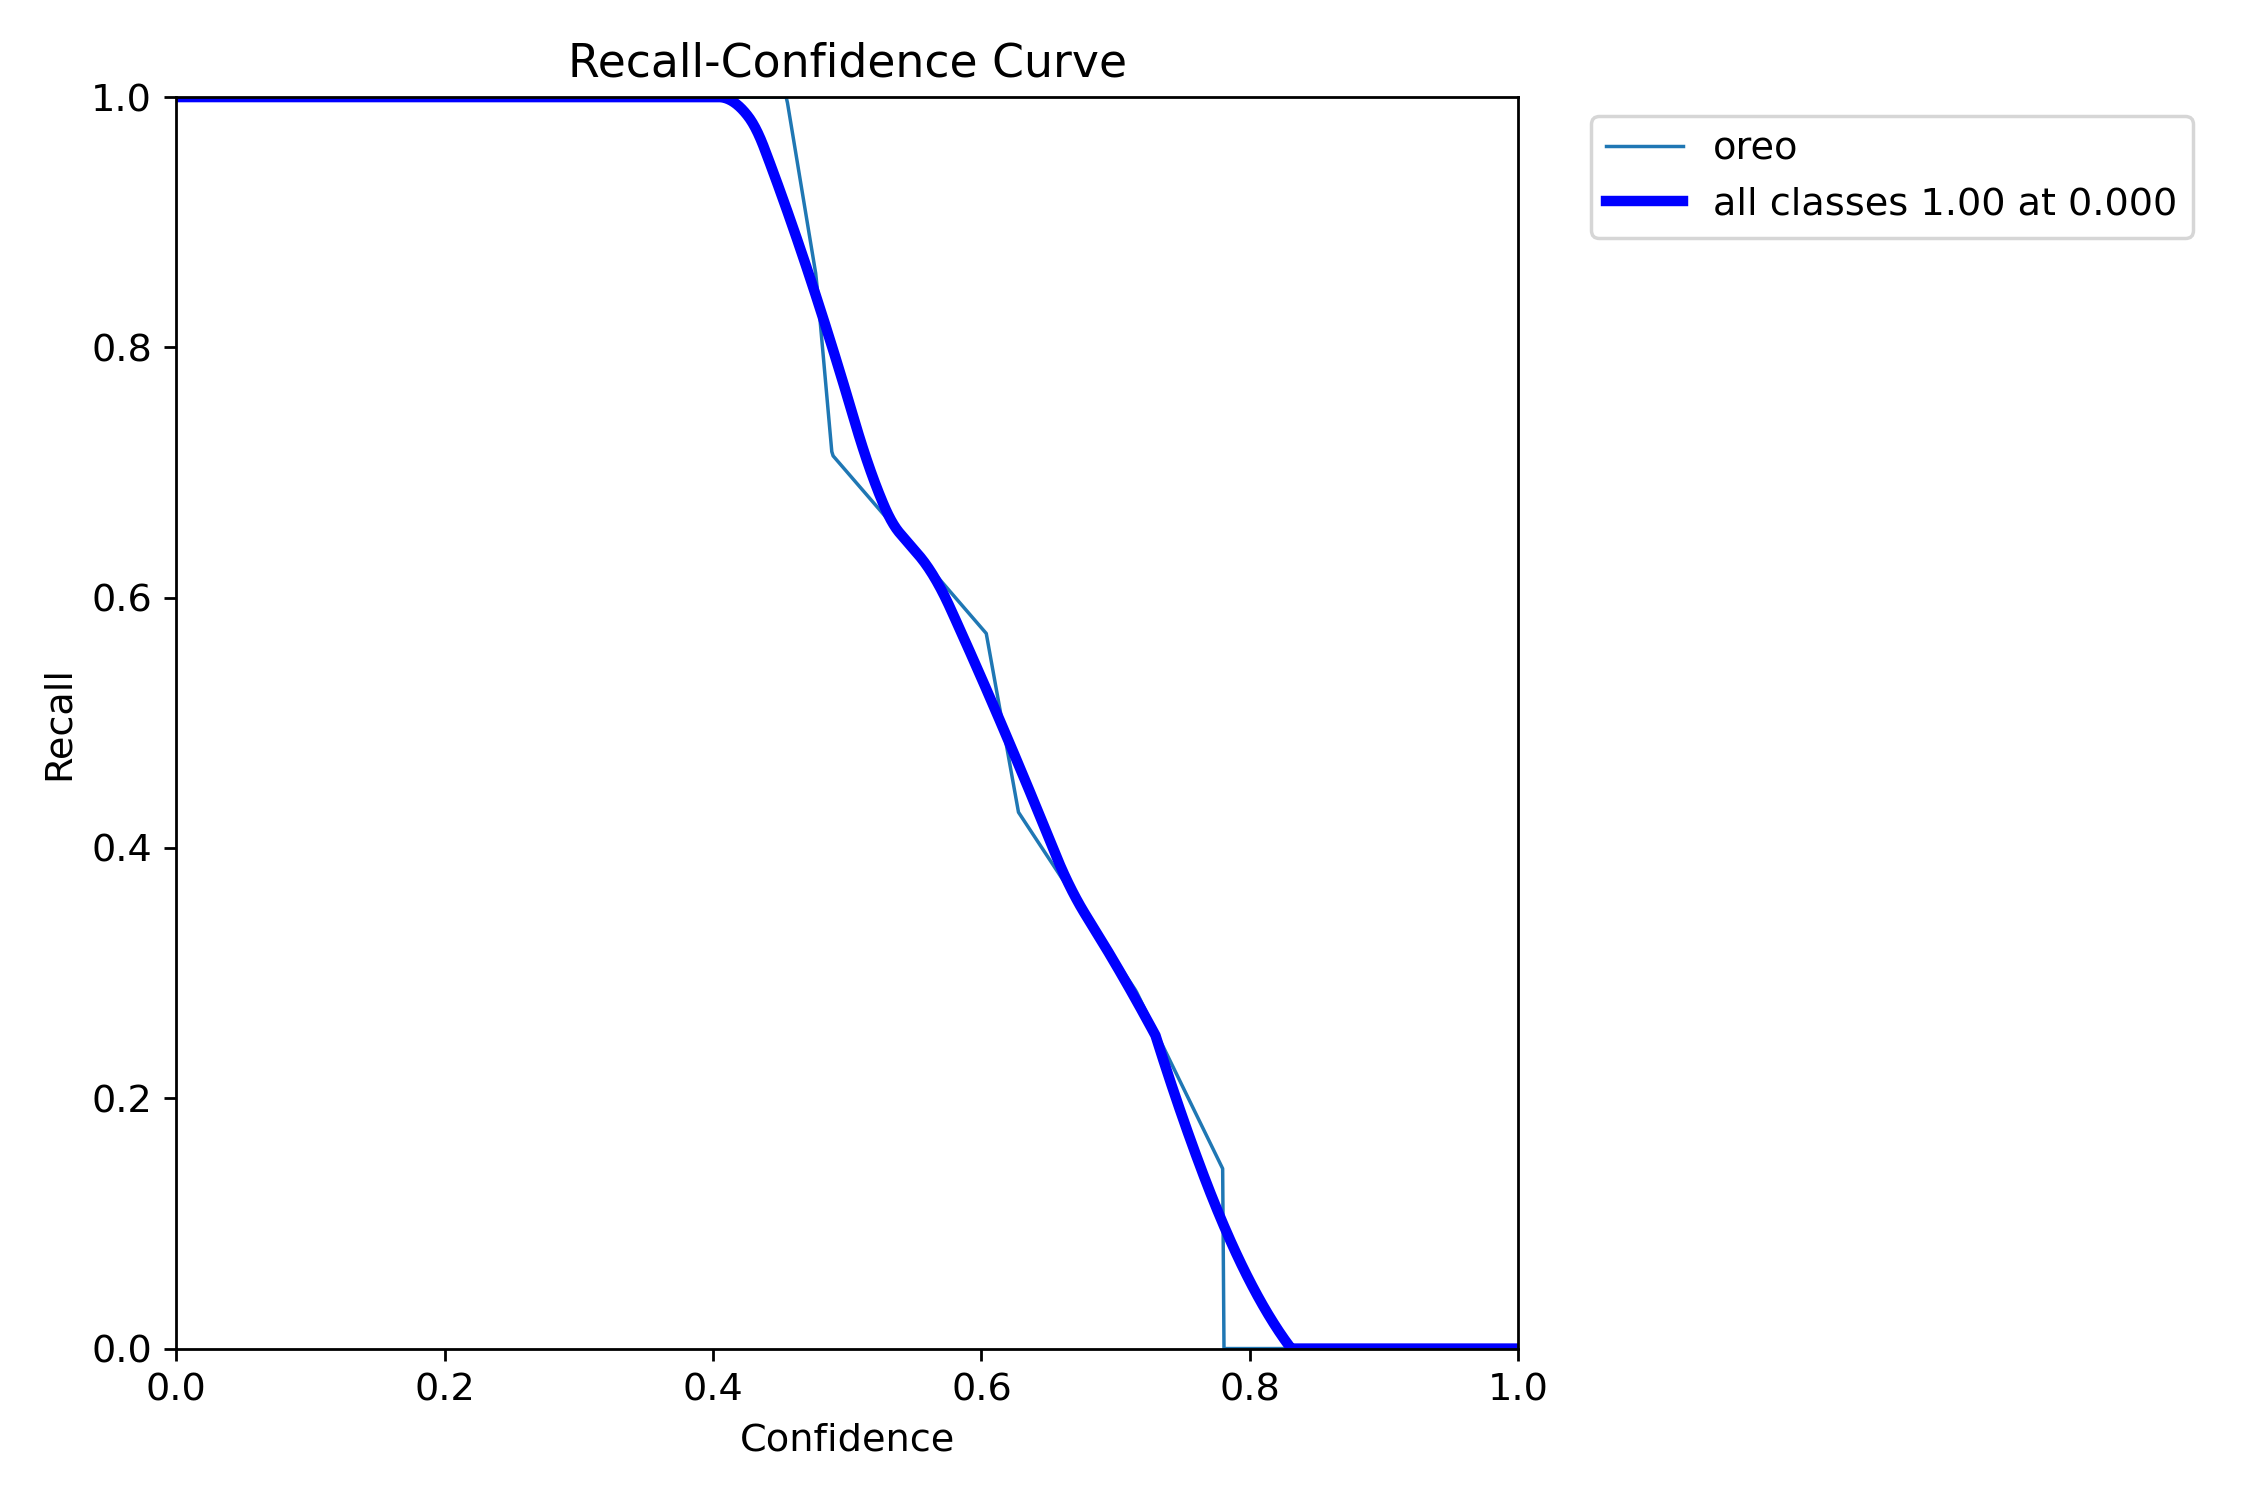 Recall-Confidence Curve
1.0
0.8
0.6
0.4
0.2
0.0
Recall
0.0 0.2 0.4 0.6 0.8 1.0
Confidence
oreo
all classes 1.00 at 0.000